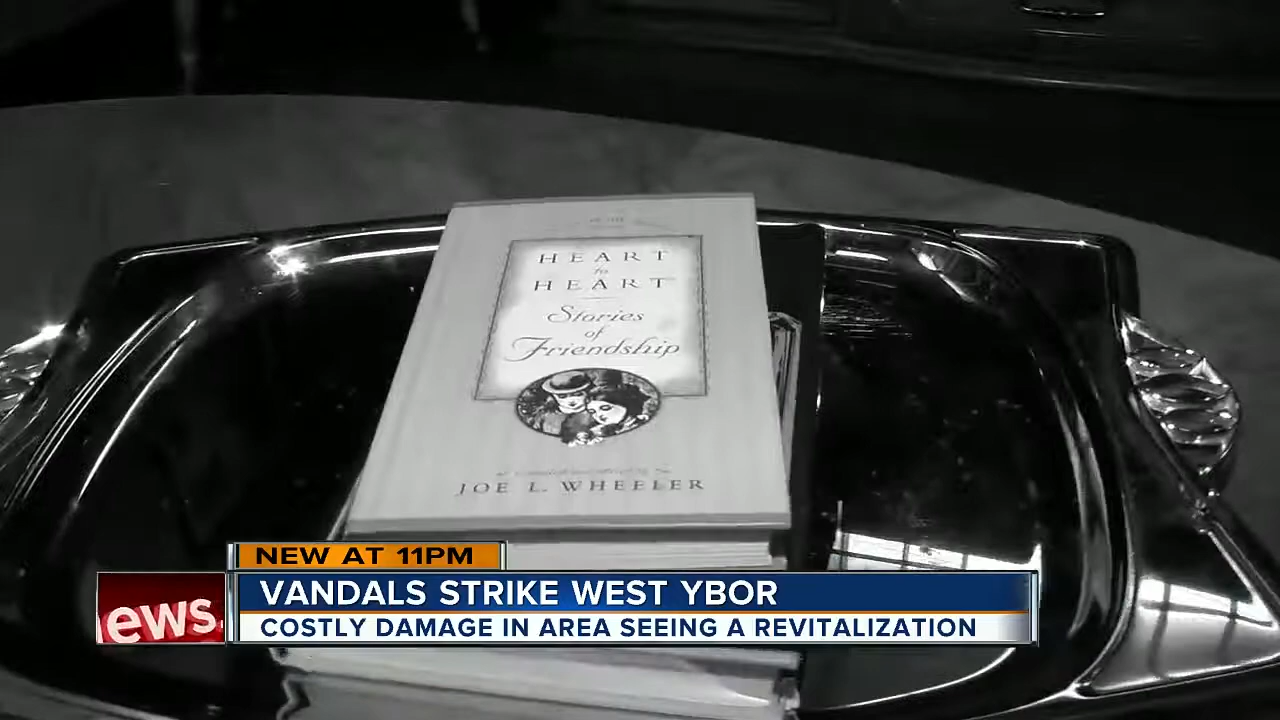 HEART
to
HEART
Stories
of
Friendship
JOE L. WHEELER
NEW AT 11PM
VANDALS STRIKE WEST YBOR
ews.
COSTLY DAMAGE IN AREA SEEING A REVITALIZATION